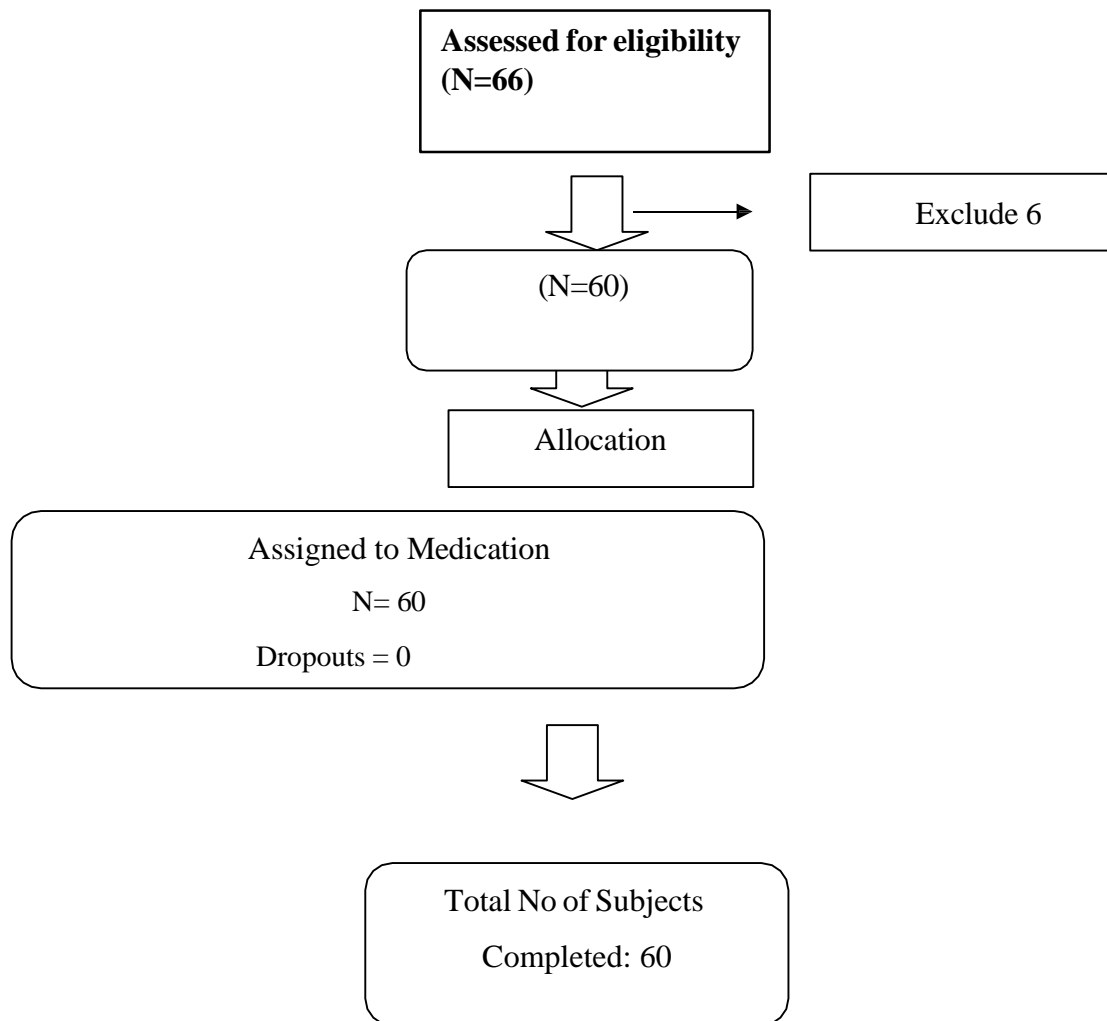 Assessed for eligibility
(N=66)
Exclude 6
(N=60)
Allocation
Assigned to Medication
N= 60
Dropouts = 0
Total No of Subjects
Completed: 60